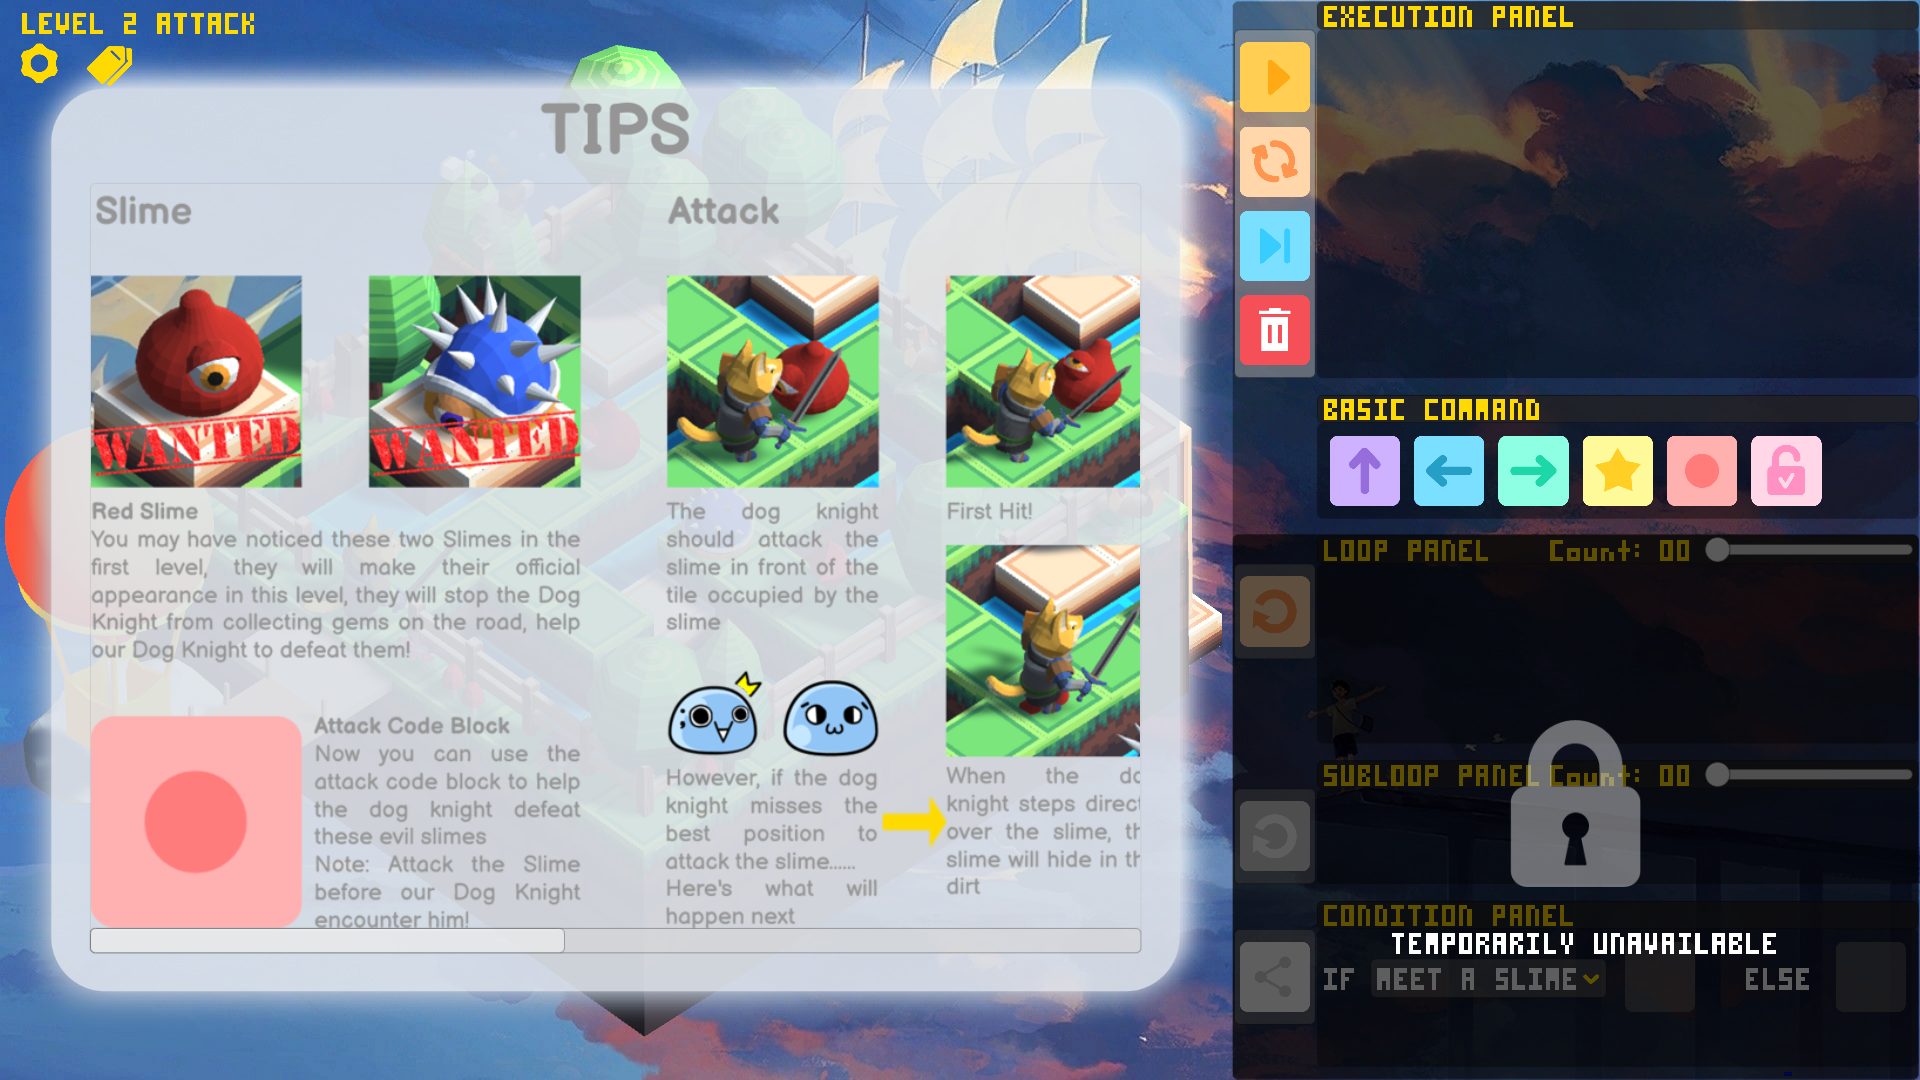 LEVEL 2 ATTACK
TIPS
Slime
WANTED
WANTED
Red Slime
You may have noticed these two Slimes in the
first level, they will make their official
appearance in this level, they will stop the Dog
Knight from collecting gems on the road, help
our Dog Knight to defeat them!
Attack Code Block
Now you can use the
attack code block to help
the dog knight defeat
these evil slimes
Note: Attack the Slime
before our Dog Knight
encounter him!
Attack
The dog knight
should attack the
slime in front of the
tile occupied by the
slime
However, if the dog
knight misses the
best position to
attack the slime......
Here's what will
happen next
First Hit!
When the
knight steps
over the slime,
slime will hide in
dirt
EXECUTION PANEL
BASIC COMMAND
LOOP PANEL Count: 00
SUBLOOP PANEL Count: 00
CONDITION PANEL
TEMPORARILY UNAVAILABLE
IF MEET A SLIME ELSE